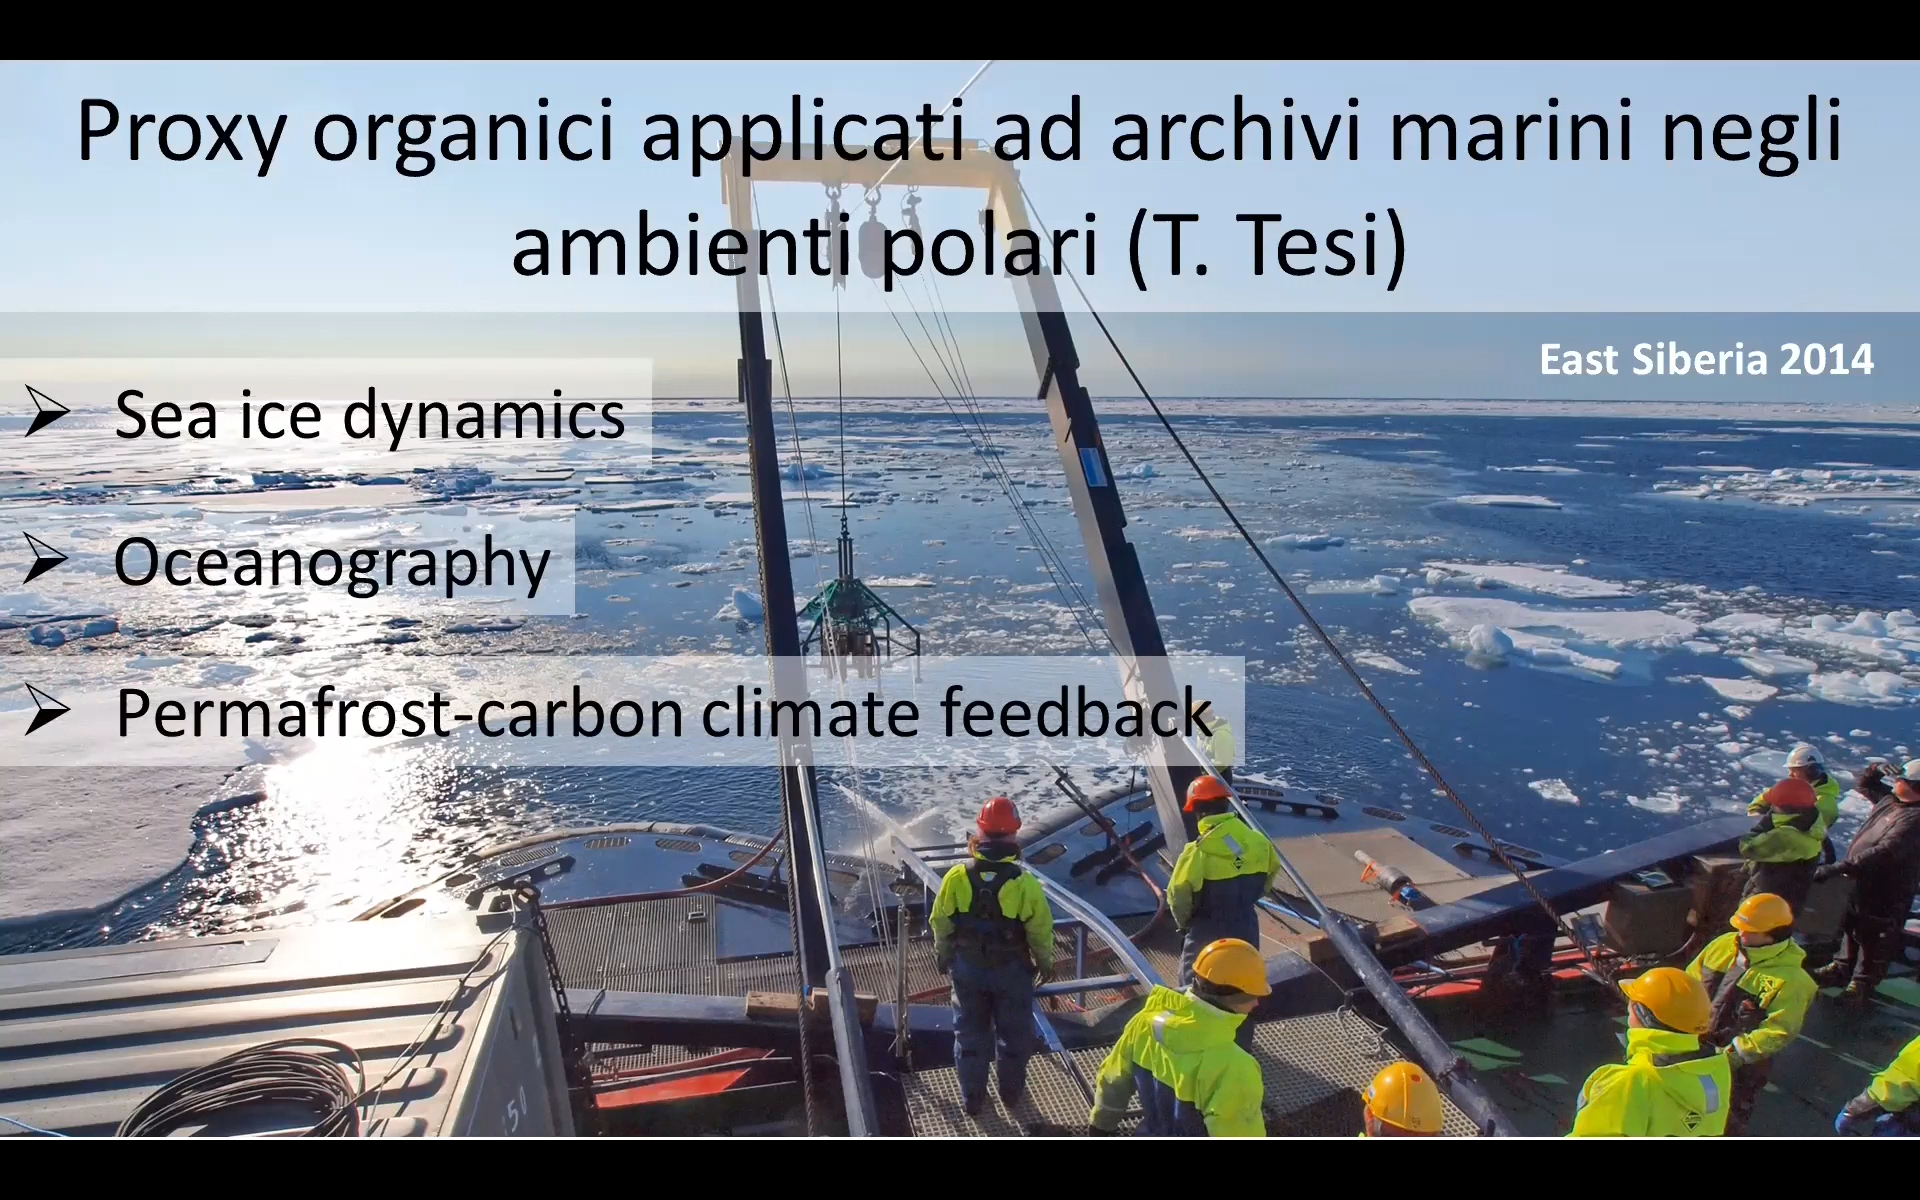 Proxy organici applicati ad archivi marini negli
ambienti polari (T. Tesi)
East Siberia 2014
➢ Sea ice dynamics
➢ Oceanography
➢ Permafrost-carbon climate feedback
50